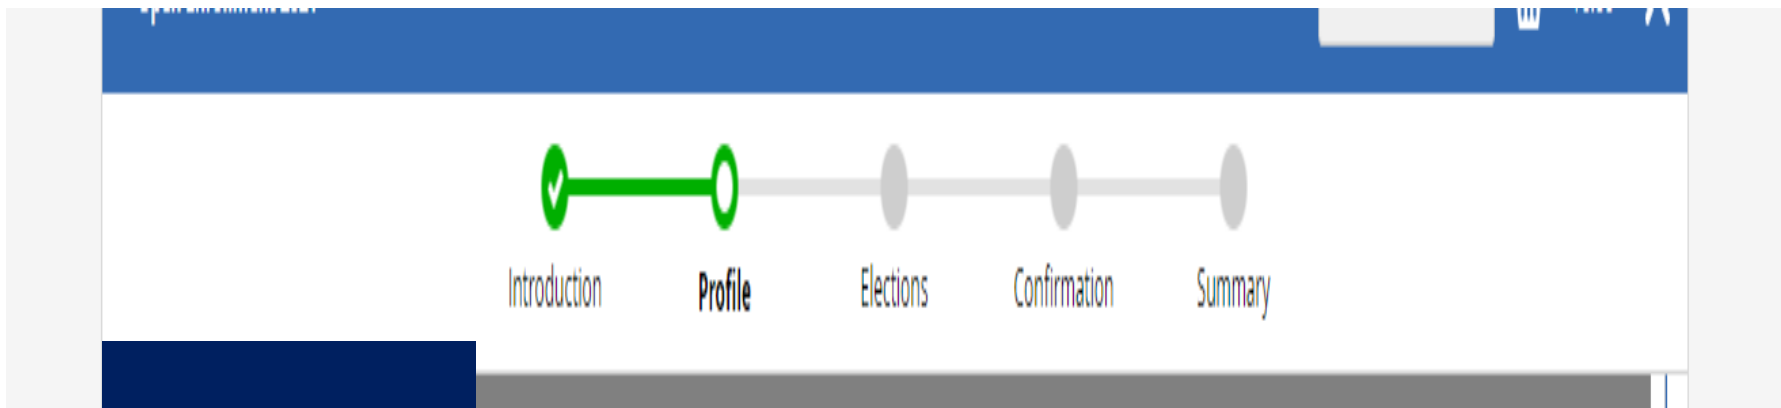 Introduction
Profile
Elections
Confirmation
Summary